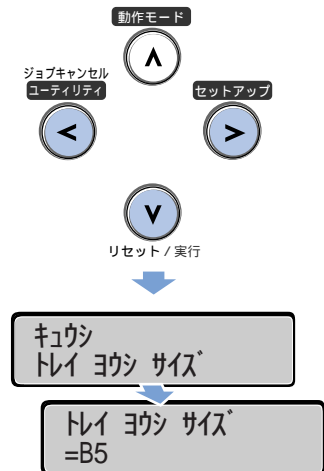 動作モード
ジョブキャンセル
ユーティリティ
セットアップ
リセット / 実行
ｷｭｳｼ
ﾄﾚｲ ﾖｳｼ ｻｲｽﾞ
ﾄﾚｲ ﾖｳｼ ｻｲｽﾞ
=B5